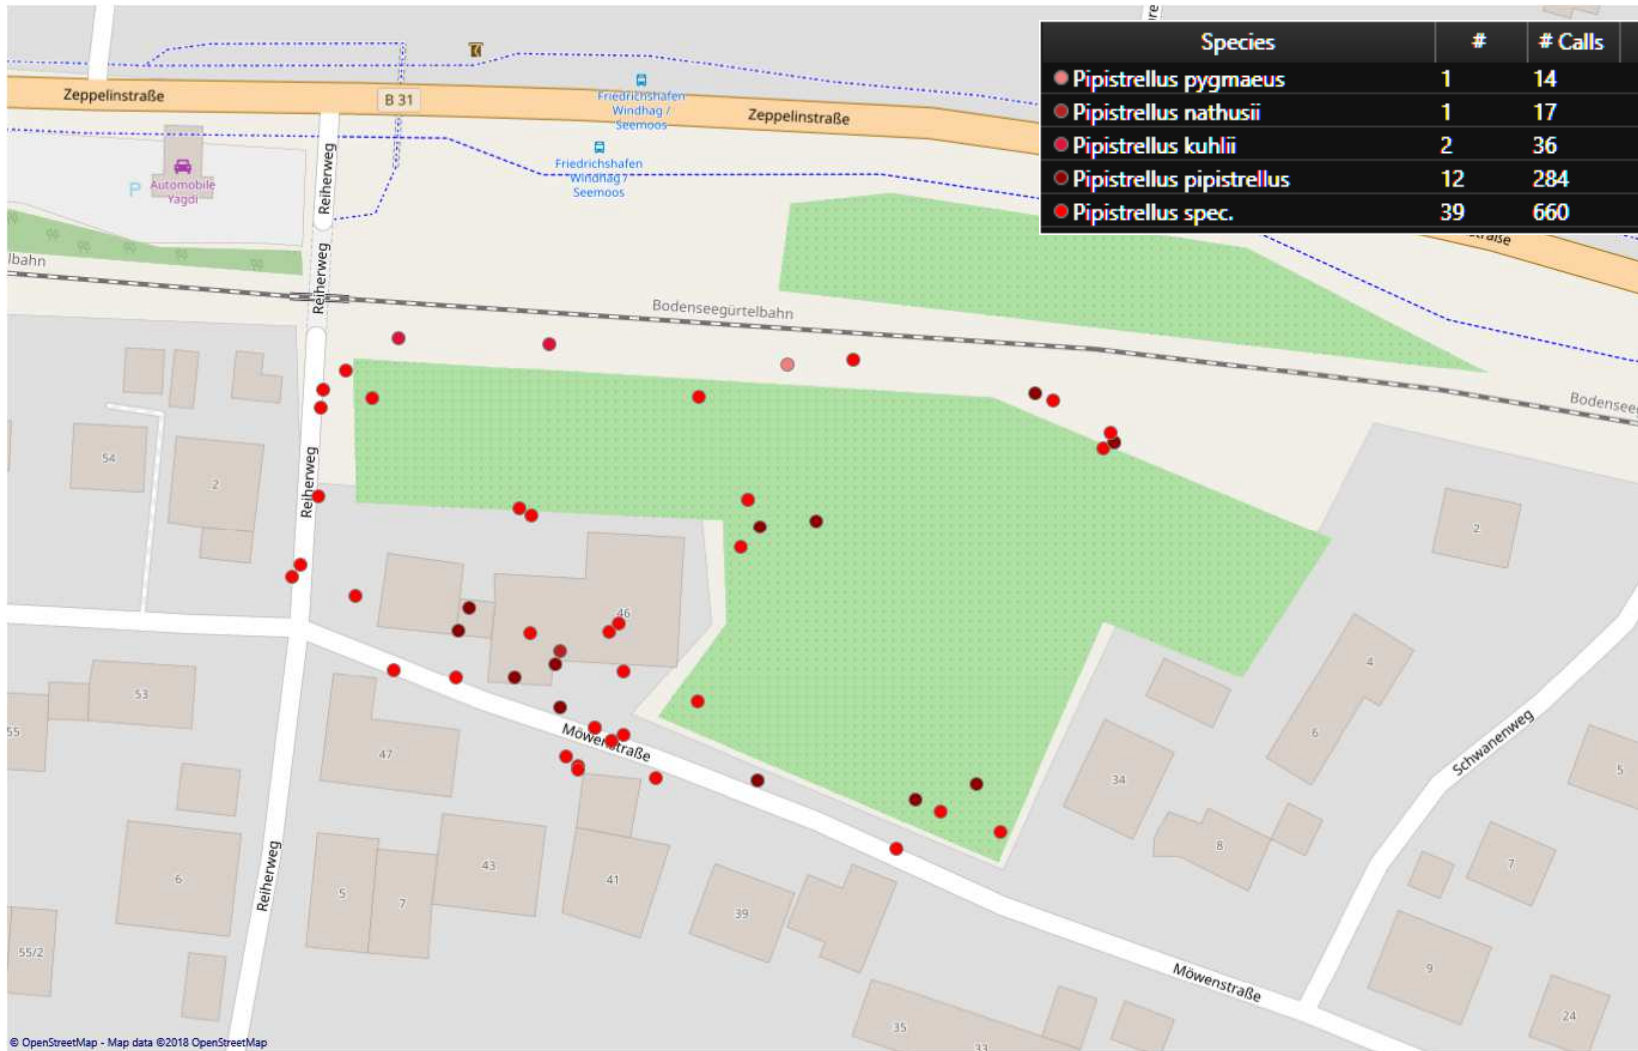 Species # # Calls
Pipistrellus pygmaeus 1 14
Pipistrellus nathusii 1 17
Pipistrellus kuhlii 2 36
Pipistrellus pipistrellus 12 284
Pipistrellus spec. 39 660
Zeppelinstraße
B 31
Friedrichshafen
Windhag /
Seemoos
Zeppelinstraße
Friedrichshafen
Windhag /
Seemoos
P
Automobile
Yagdi
Reiherweg
Reiherweg
lbahn
Bodenseegürtelbahn
straße
Bodenseeg
Reiherweg
54
2
2
46
4
6
53
55
47
Möwenstraße
34
Schwanenweg
5
8
7
6
Reiherweg
5
7
43
41
39
55/2
9
Möwenstraße
24
35
33
© OpenStreetMap - Map data ©2018 OpenStreetMap